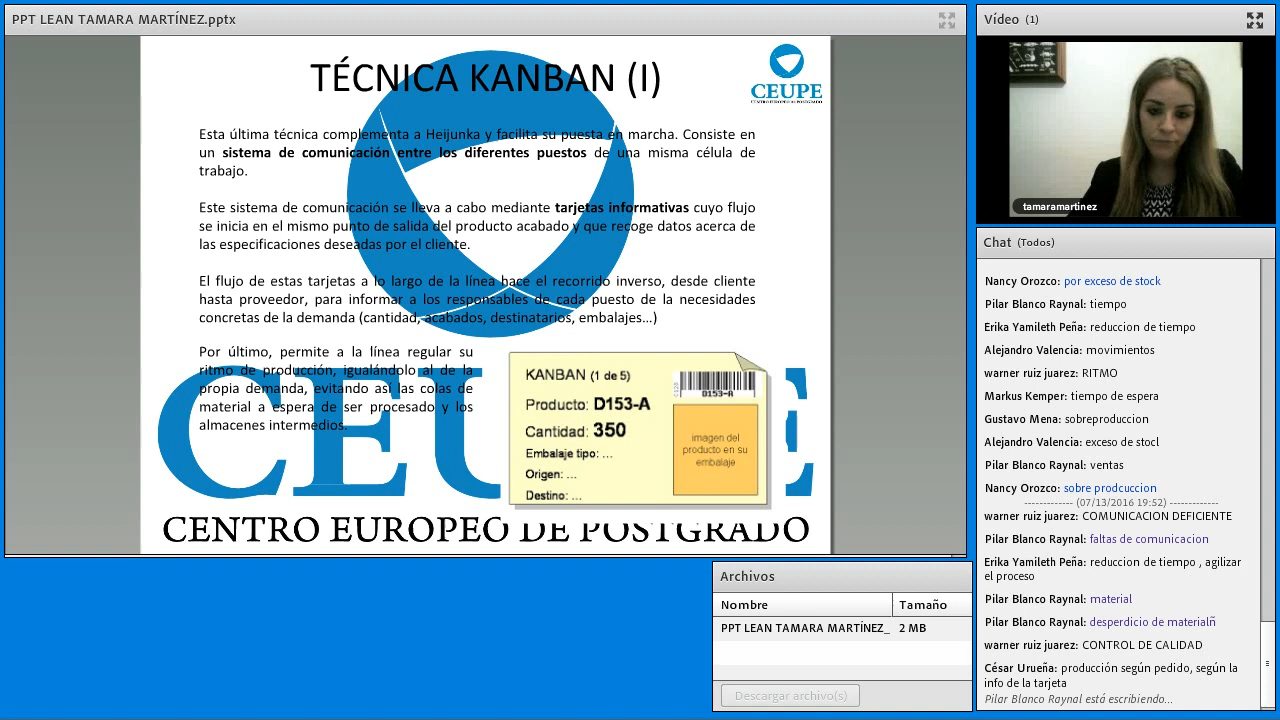 PPT LEAN TAMARA MARTÍNEZ.pptx
TÉCNICA KANBAN (I)
CEUPE
CENTRO EUROPEO DE POSTGRADO
Esta última técnica complementa a Heijunka y facilita su puesta en marcha. Consiste en
un sistema de comunicación entre los diferentes puestos de una misma célula de
trabajo.
Este sistema de comunicación se lleva a cabo mediante tarjetas informativas cuyo flujo
se inicia en el mismo punto de salida del producto acabado y que recoge datos acerca de
las especificaciones deseadas por el cliente.
El flujo de estas tarjetas a lo largo de la línea hace el recorrido inverso, desde cliente
hasta proveedor, para informar a los responsables de cada puesto de la necesidades
concretas de la demanda (cantidad, acabados, destinatarios, embalajes...)
Por último, permite a la línea regular su
ritmo de producción, igualándolo al de la
propia demanda, evitando así las colas de
material a espera de ser procesado y los
almacenes intermedios.
KANBAN (1 de 5)
Producto: D153-A
Cantidad: 350
Embalaje tipo: ...
Origen: ...
Destino: ...
D153-A
imagen del
producto en su
embalaje
CEUPE
CENTRO EUROPEO DE POSTGRADO
Vídeo (1)
tamaramartinez
Chat (Todos)
Nancy Orozco: por exceso de stock
Pilar Blanco Raynal: tiempo
Erika Yamileth Peña: reduccion de tiempo
Alejandro Valencia: movimientos
warner ruiz juarez: RITMO
Markus Kemper: tiempo de espera
Gustavo Mena: sobreproduccion
Alejandro Valencia: exceso de stocl
Pilar Blanco Raynal: ventas
Nancy Orozco: sobre prodcuccion
------------- (07/13/2016 19:52) -------------
warner ruiz juarez: COMUNICACION DEFICIENTE
Pilar Blanco Raynal: faltas de comunicacion
Erika Yamileth Peña: reduccion de tiempo , agilizar
el proceso
Pilar Blanco Raynal: material
Pilar Blanco Raynal: desperdicio de materialñ
warner ruiz juarez: CONTROL DE CALIDAD
César Urueña: producción según pedido, según la
info de la tarjeta
Pilar Blanco Raynal está escribiendo...
Archivos
Nombre Tamaño
PPT LEAN TAMARA MARTÍNEZ_ 2 MB
Descargar archivo(s)